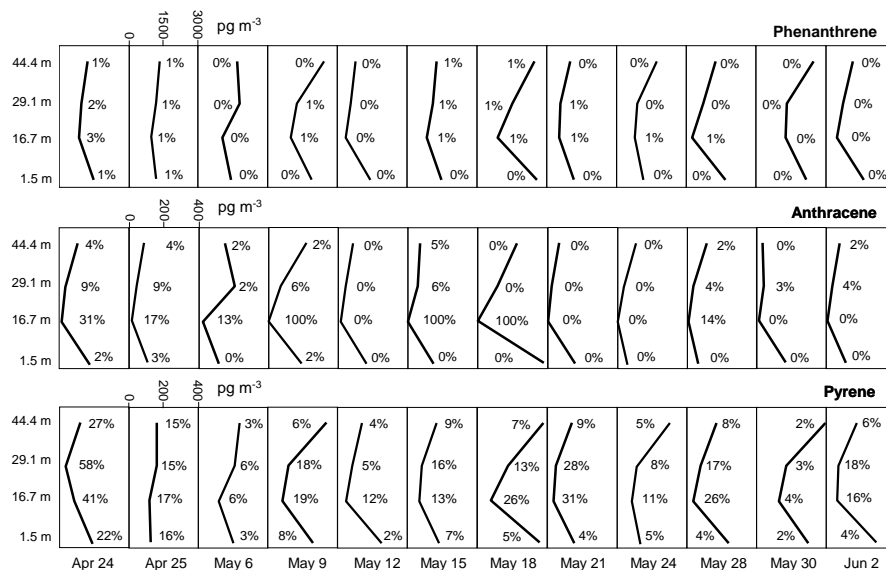 0 1500 3000 pg m-3
Phenanthrene
44.4 m 1% 1% 0% 0% 0% 1% 1% 0% 0% 0% 0% 0%
29.1 m 2% 1% 0% 1% 0% 1% 1% 1% 0% 0% 0% 0%
16.7 m 3% 1% 0% 1% 0% 1% 1% 1% 1% 1% 0% 0%
1.5 m 1% 1% 0% 0% 0% 1% 0% 0% 0% 0% 0%
0 200 400 pg m-3
Anthracene
44.4 m 4% 4% 2% 2% 0% 5% 0% 0% 0% 2% 0% 2%
29.1 m 9% 9% 2% 6% 0% 6% 0% 0% 0% 4% 3% 4%
16.7 m 31% 17% 13% 100% 0% 100% 100% 0% 0% 14% 0% 0%
1.5 m 2% 3% 0% 2% 0% 0% 0% 0% 0% 0% 0% 0%
0 200 400 pg m-3
Pyrene
44.4 m 27% 15% 3% 6% 4% 9% 7% 9% 5% 8% 2% 6%
29.1 m 58% 15% 6% 18% 5% 16% 13% 28% 8% 17% 3% 18%
16.7 m 41% 17% 6% 19% 12% 13% 26% 31% 11% 26% 4% 16%
1.5 m 22% 16% 3% 8% 2% 7% 5% 4% 5% 4% 2% 4%
Apr 24 Apr 25 May 6 May 9 May 12 May 15 May 18 May 21 May 24 May 28 May 30 Jun 2